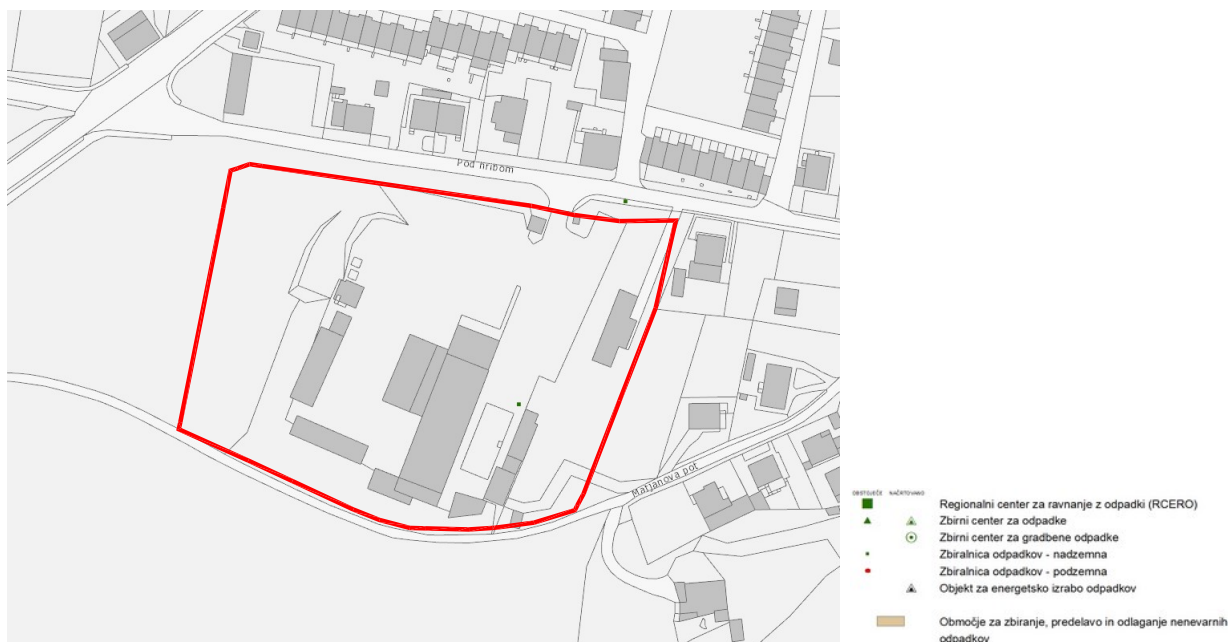 Pod hribom
Matjanova pot
OBSTOJEČE NAČRTOVANO
Regionalni center za ravnanje z odpadki (RCERO)
Zbirni center za odpadke
Zbirni center za gradbene odpadke
Zbiralnica odpadkov - nadzemna
Zbiralnica odpadkov - podzemna
Objekt za energetsko izrabo odpadkov
Območje za zbiranje, predelavo in odlaganje nenevarnih
odpadkov